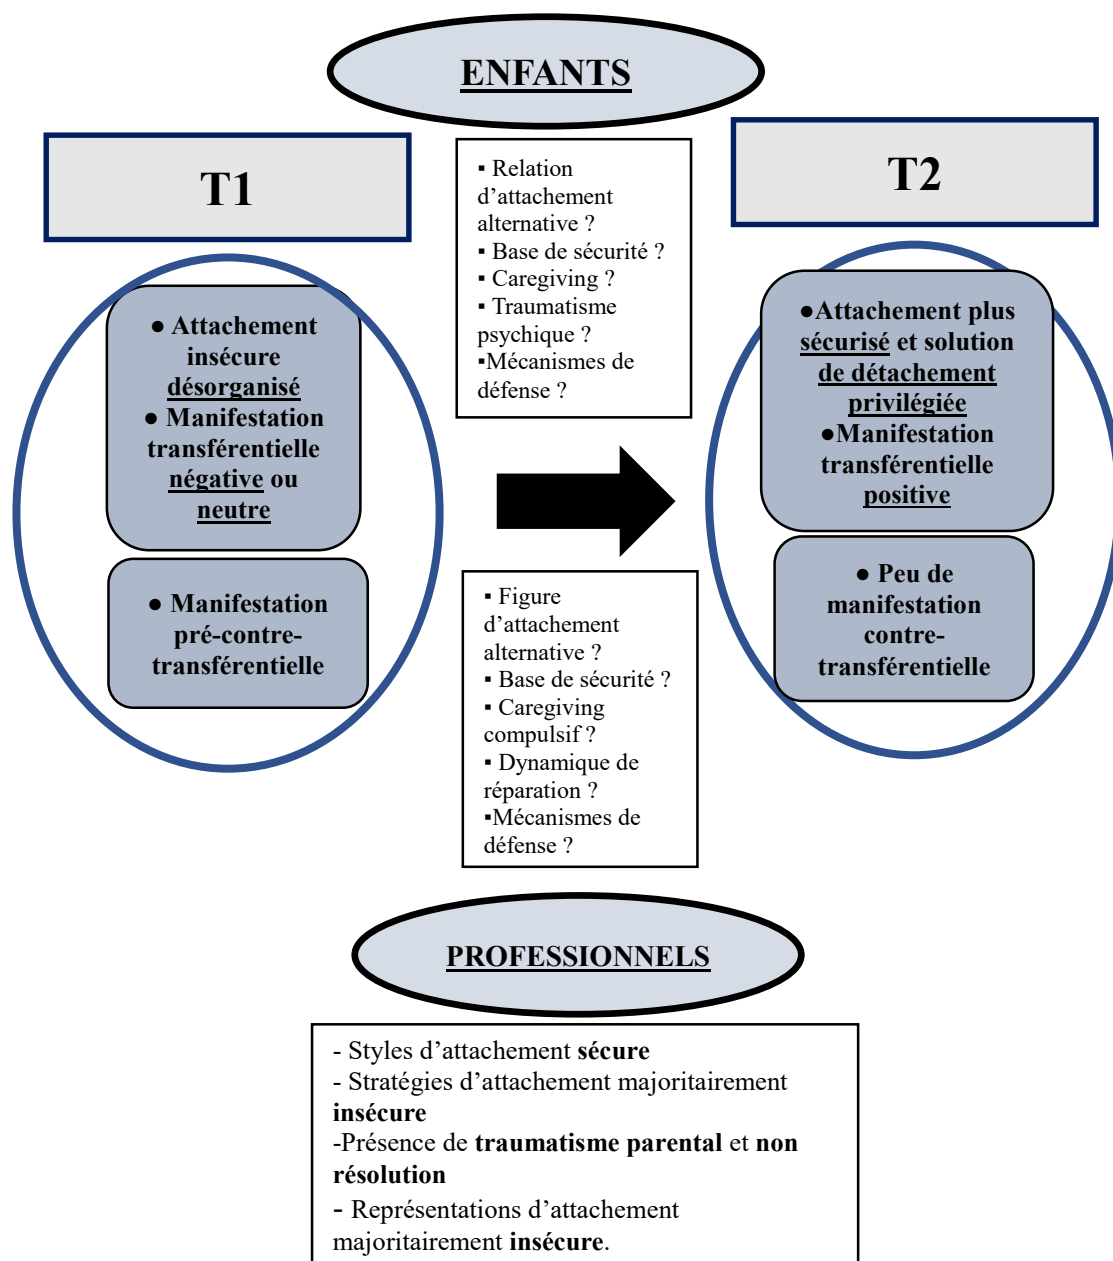 ENFANTS
T1
● Attachement
insécure
désorganisé
● Manifestation
transférentielle
négative ou
neutre
● Manifestation
pré-contre-
transférentielle
▪ Relation
d’attachement
alternative ?
▪ Base de sécurité ?
▪ Caregiving ?
▪ Traumatisme
psychique ?
▪Mécanismes de
défense ?
▪ Figure
d’attachement
alternative ?
▪ Base de sécurité ?
▪ Caregiving
compulsif ?
▪ Dynamique de
réparation ?
▪Mécanismes de
défense ?
T2
●Attachement plus
sécurisé et solution
de détachement
privilégiée
●Manifestation
transférentielle
positive
● Peu de
manifestation
contre-
transférentielle
PROFESSIONNELS
- Styles d’attachement sécure
- Stratégies d’attachement majoritairement
insécure
-Présence de traumatisme parental et non
résolution
- Représentations d’attachement
majoritairement insécure.